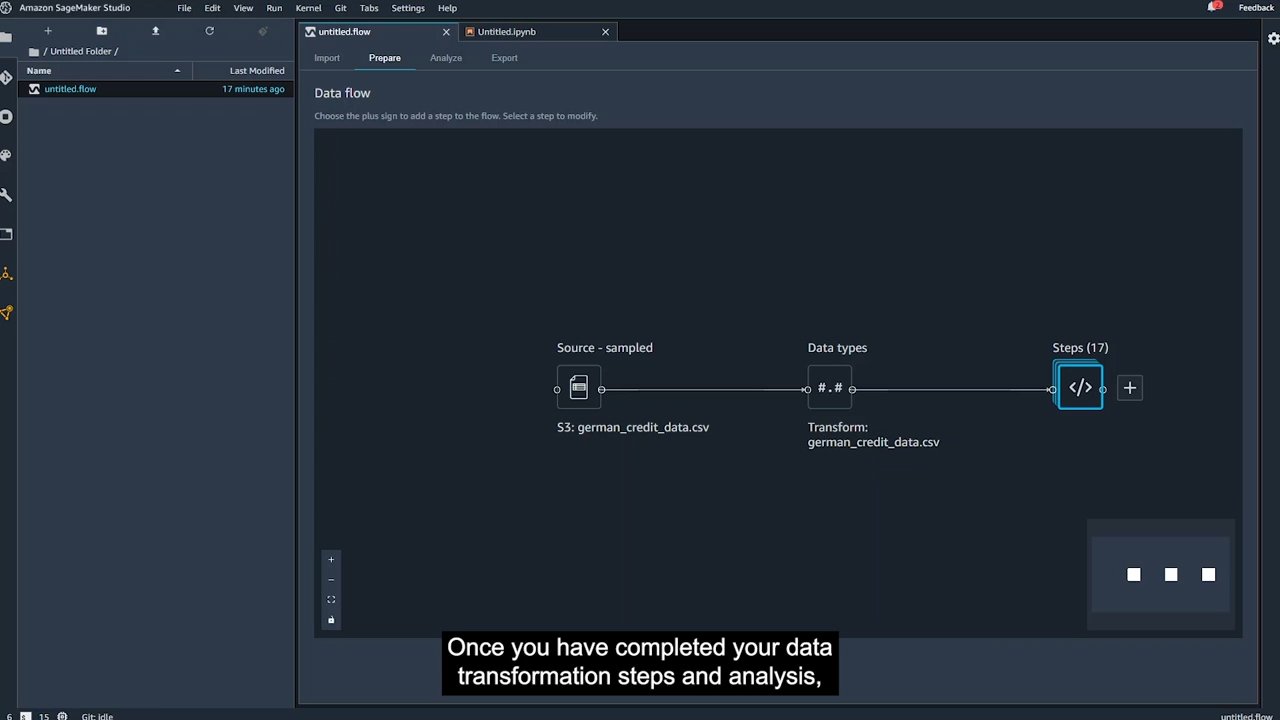 Amazon SageMaker Studio File Edit View Run Kernel Git Tabs Settings Help 2 Feedback
/ Untitled Folder /
Name Last Modified
untitled.flow 17 minutes ago
untitled.flow Untitled.ipynb
Import Prepare Analyze Export
Data flow
Choose the plus sign to add a step to the flow. Select a step to modify.
Source - sampled Data types Steps (17)
#.# </>
S3: german_credit_data.csv Transform:
german_credit_data.csv
Once you have completed your data
transformation steps and analysis,
6 $ 15 Git: idle untitled.flow